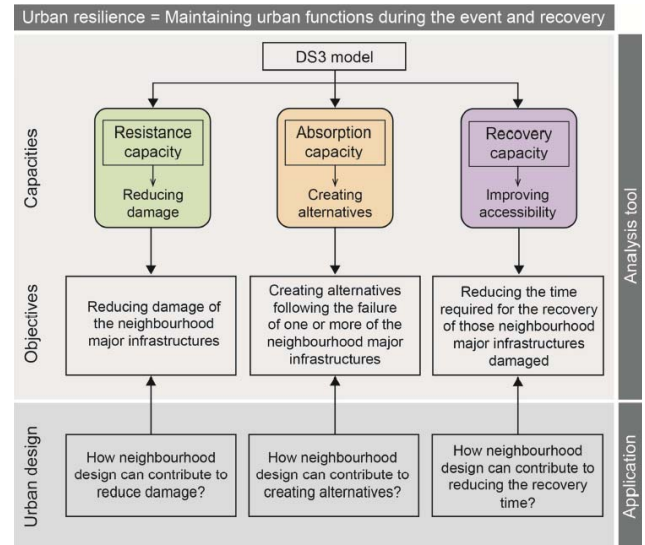 Urban resilience = Maintaining urban functions during the event and recovery
DS3 model
Capacities
Resistance
capacity
Reducing
damage
Absorption
capacity
Creating
alternatives
Recovery
capacity
Improving
accessibility
Analysis tool
Objectives
Reducing damage of
the neighbourhood
major infrastructures
Creating alternatives
following the failure
of one or more of the
neighbourhood major
infrastructures
Reducing the time
required for the recovery
of those neighbourhood
major infrastructures
damaged
Urban design
How neighbourhood
design can contribute to
reduce damage?
How neighbourhood
design can contribute to
creating alternatives?
How neighbourhood
design can contribute to
reducing the recovery
time?
Application